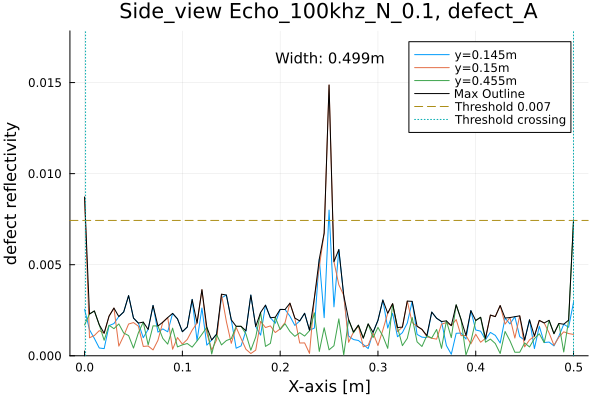 Side_view Echo_100khz_N_0.1, defect_A
Width: 0.499m
y=0.145m
y=0.15m
y=0.455m
Max Outline
Threshold 0.007
Threshold crossing
defect reflectivity
0.015
0.010
0.005
0.000
0.0 0.1 0.2 0.3 0.4 0.5
X-axis [m]